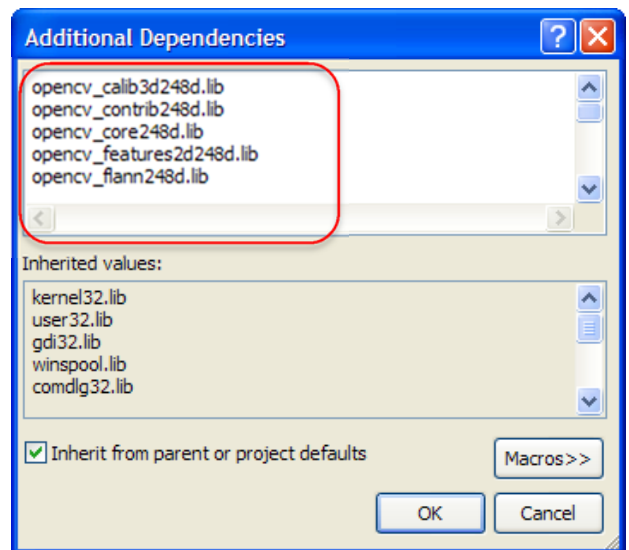 Additional Dependencies
opencv_calib3d248d.lib
opencv_contrib248d.lib
opencv_core248d.lib
opencv_features2d248d.lib
opencv_flann248d.lib
Inherited values:
kernel32.lib
user32.lib
gdi32.lib
winspool.lib
comdlg32.lib
Inherit from parent or project defaults
Macros>>
OK
Cancel